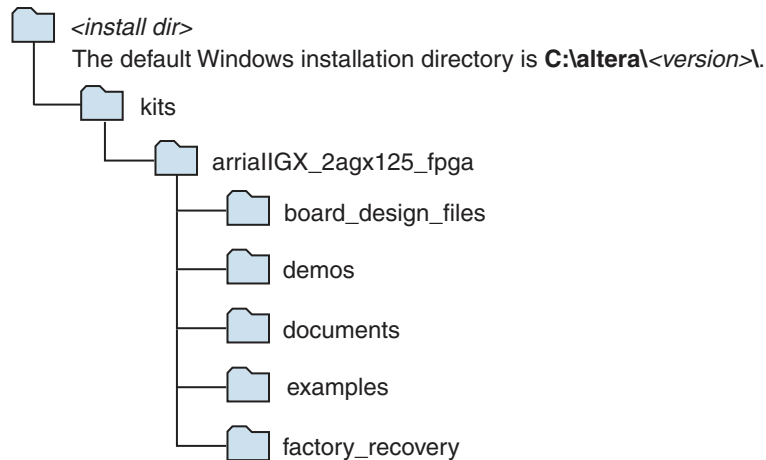 <install dir>
The default Windows installation directory is C:\altera\<version>\.
kits
arriaIIGX_2agx125_fpga
board_design_files
demos
documents
examples
factory_recovery